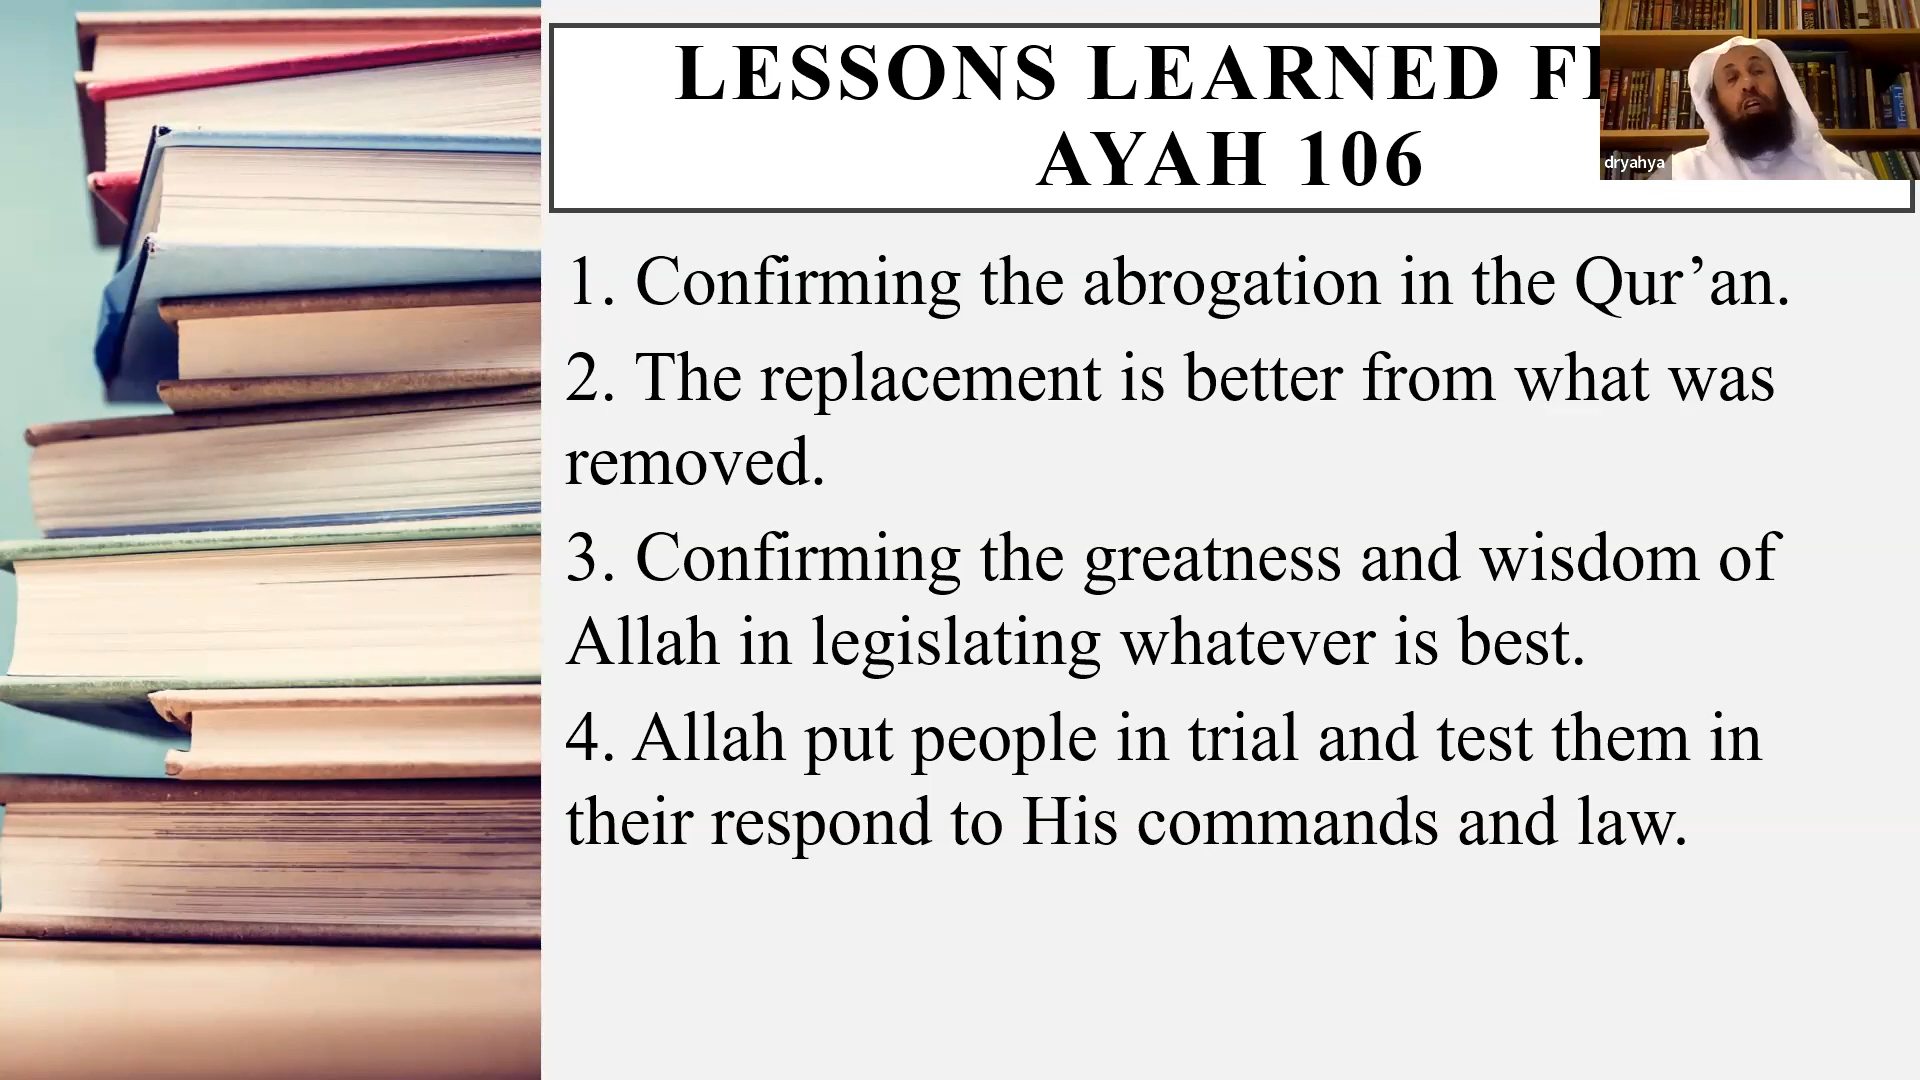 LESSONS LEARNED
AYAH 106
dryahya
1. Confirming the abrogation in the Qur’an.
2. The replacement is better from what was
removed.
3. Confirming the greatness and wisdom of
Allah in legislating whatever is best.
4. Allah put people in trial and test them in
their respond to His commands and law.